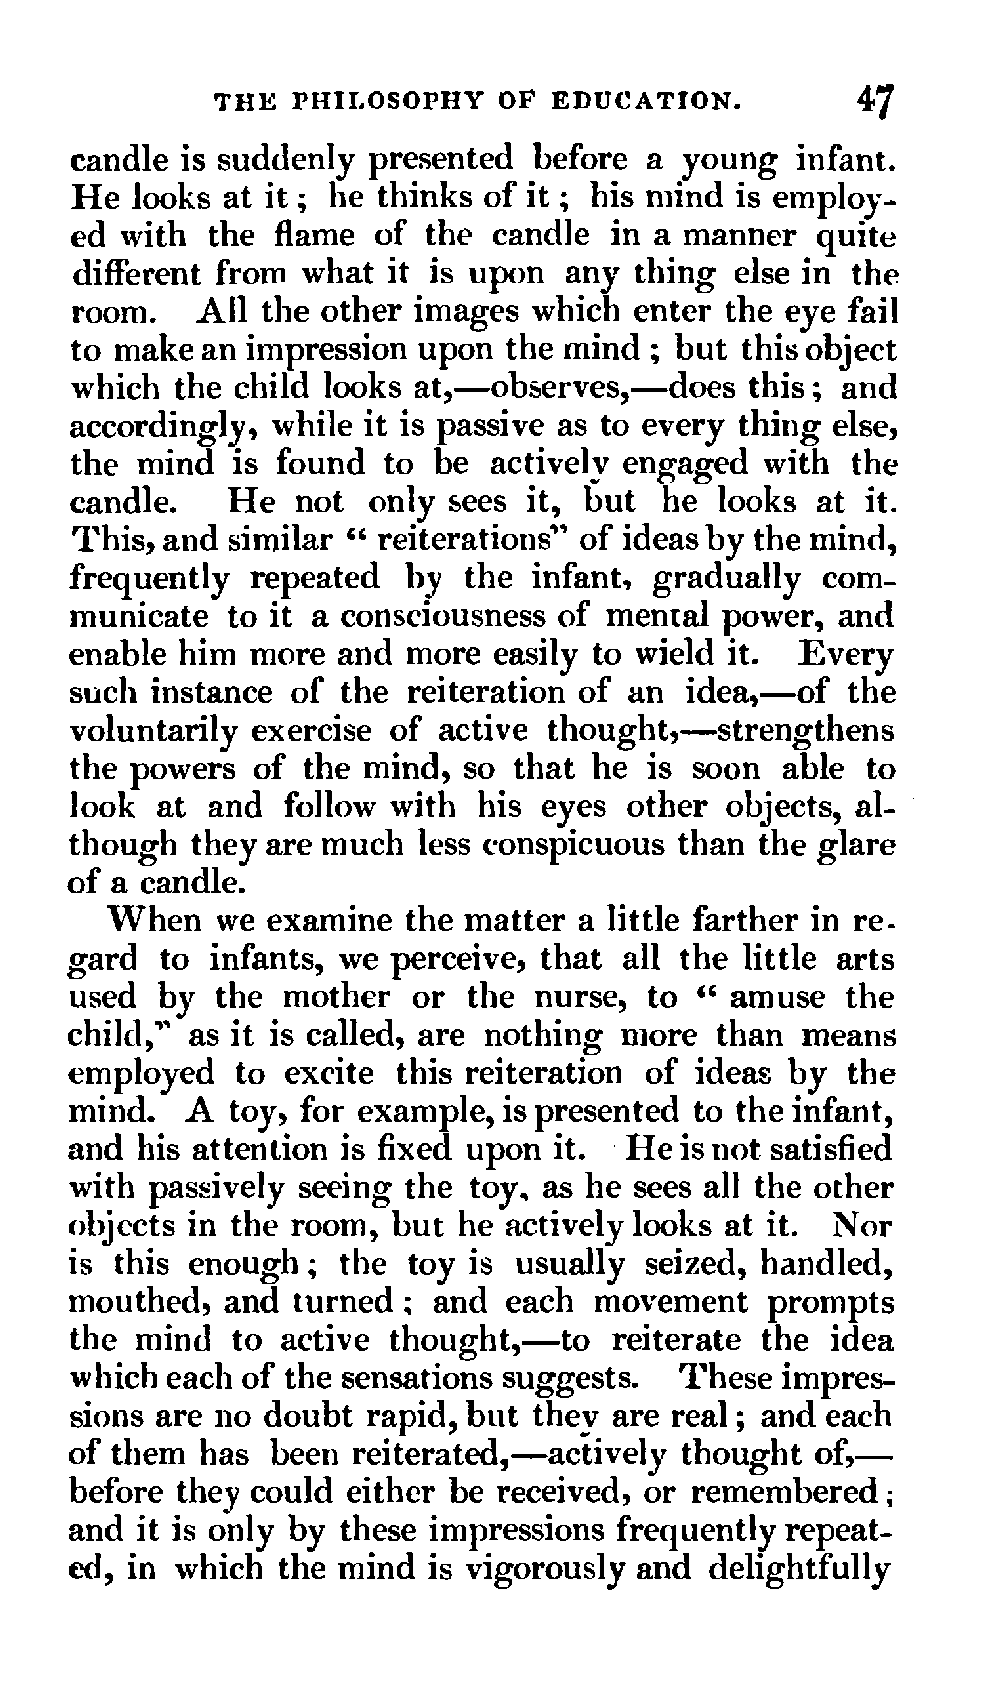 THE PHILOSOPHY OF EDUCATION. 47
candle is suddenly presented before a young infant.
He looks at it ; he thinks of it ; his mind is employ-
ed with the flame of the candle in a manner quite
different from what it is upon any thing else in the
room. All the other images which enter the eye fail
to make an impression upon the mind ; but this object
which the child looks at,—observes,—does this ; and
accordingly, while it is passive as to every thing else,
the mind is found to be actively engaged with the
candle. He not only sees it, but he looks at it.
This, and similar “ reiterations” of ideas by the mind,
frequently repeated by the infant, gradually com-
municate to it a consciousness of mental power, and
enable him more and more easily to wield it. Every
such instance of the reiteration of an idea,—of the
voluntarily exercise of active thought,—strengthens
the powers of the mind, so that he is soon able to
look at and follow with his eyes other objects, al-
though they are much less conspicuous than the glare
of a candle.
When we examine the matter a little farther in re-
gard to infants, we perceive, that all the little arts
used by the mother or the nurse, to “ amuse the
child,” as it is called, are nothing more than means
employed to excite this reiteration of ideas by the
mind. A toy, for example, is presented to the infant,
and his attention is fixed upon it. He is not satisfied
with passively seeing the toy, as he sees all the other
objects in the room, but he actively looks at it. Nor
is this enough ; the toy is usually seized, handled,
mouthed, and turned ; and each movement prompts
the mind to active thought,—to reiterate the idea
which each of the sensations suggests. These impres-
sions are no doubt rapid, but they are real ; and each
of them has been reiterated,—actively thought of,—
before they could either be received, or remembered ;
and it is only by these impressions frequently repeat-
ed, in which the mind is vigorously and delightfully